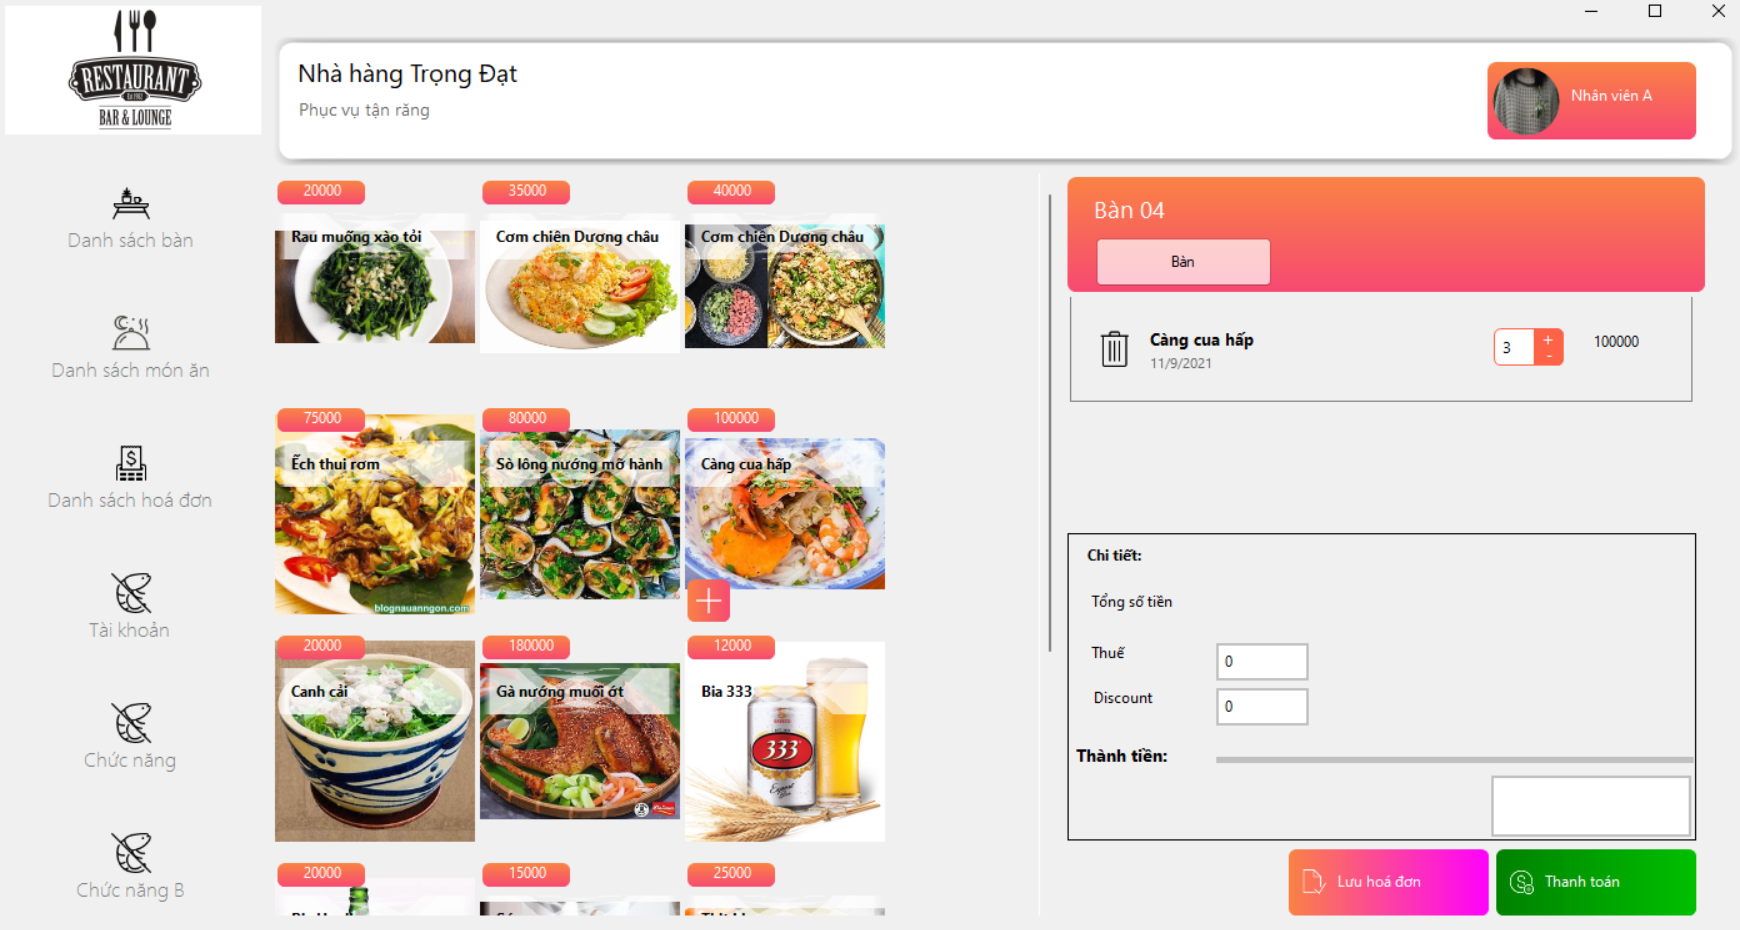 RESTAURANT
BAR & LOUNGE
Nhà hàng Trọng Đạt
Phục vụ tận răng
Nhân viên A
Danh sách bàn
Danh sách món ăn
Danh sách hoá đơn
Tài khoản
Chức năng
Chức năng B
20000
35000
40000
Rau muống xào tỏi
Cơm chiên Dương châu
Cơm chiên Dương châu
75000
80000
100000
Ếch thui rơm
Sò lông nướng mỡ hành
Càng cua hấp
blognauanngon.com
20000
180000
12000
Canh cải
Gà nướng muối ớt
Bia 333
333
20000
15000
25000
Bàn 04
Bàn
Càng cua hấp
11/9/2021
3
+
-
100000
Chi tiết:
Tổng số tiền
Thuế
0
Discount
0
Thành tiền:
Lưu hoá đơn
Thanh toán